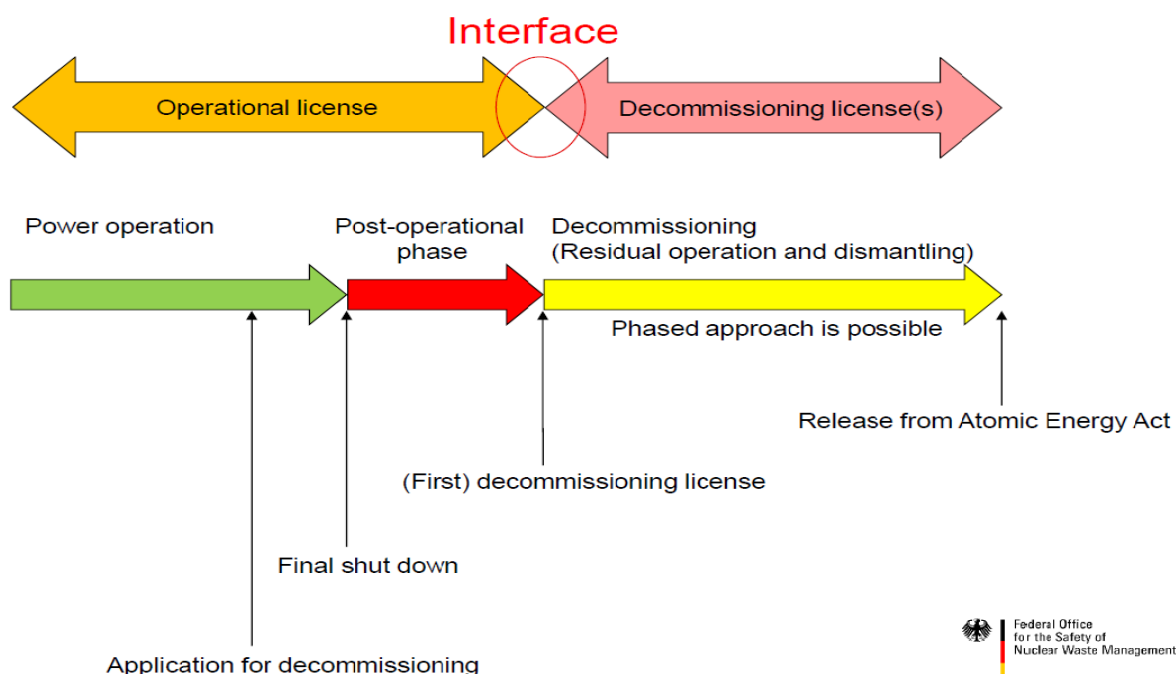 Interface
Operational license
Decommissioning license(s)
Power operation
Post-operational
phase
Decommissioning
(Residual operation and dismantling)
Phased approach is possible
Release from Atomic Energy Act
(First) decommissioning license
Final shut down
Application for decommissioning
Federal Office
for the Safety of
Nuclear Waste Management